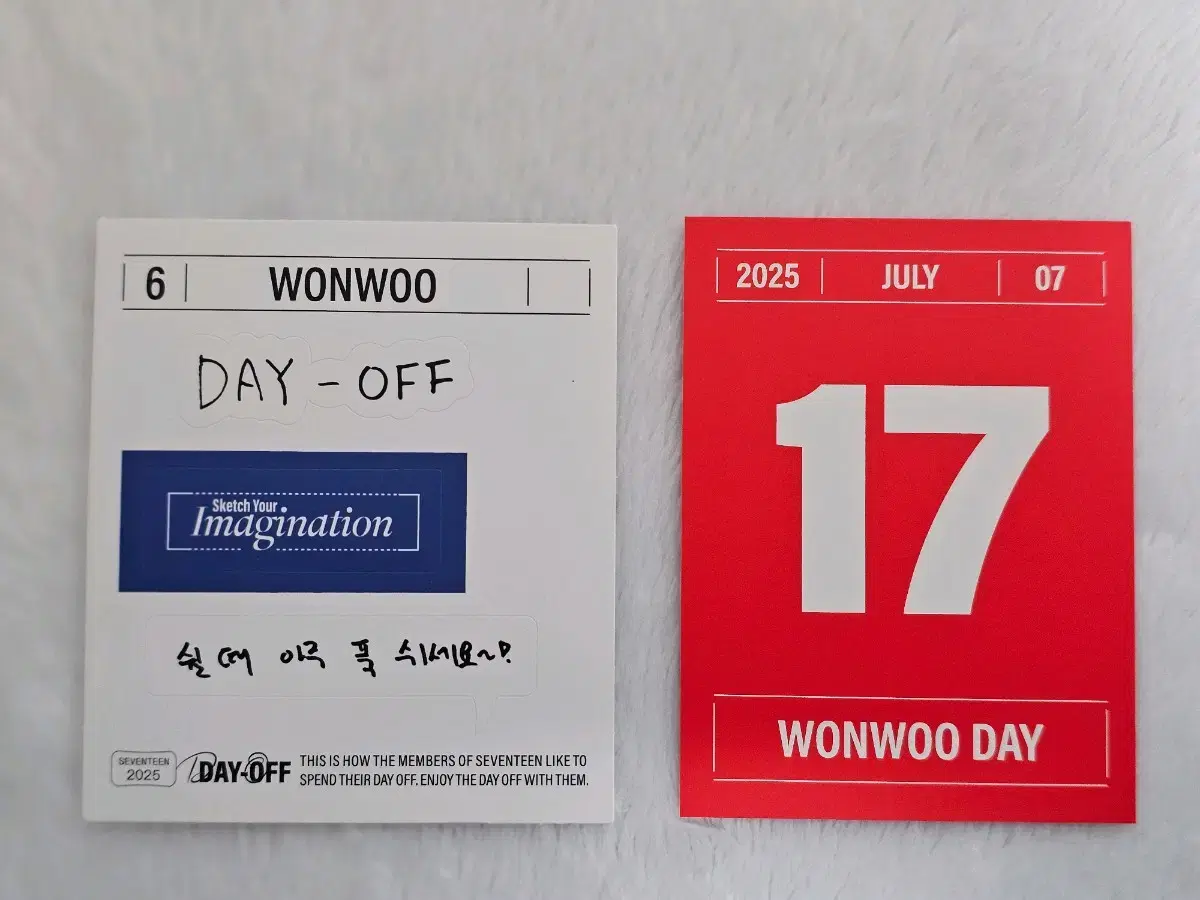 6 WONWOO
DAY - OFF
Sketch Your
Imagination
쉴 때 아주 푹 쉬세요~!
SEVENTEEN
2025
DAY-OFF
THIS IS HOW THE MEMBERS OF SEVENTEEN LIKE TO
SPEND THEIR DAY OFF. ENJOY THE DAY OFF WITH THEM.
2025 JULY 07
17
WONWOO DAY